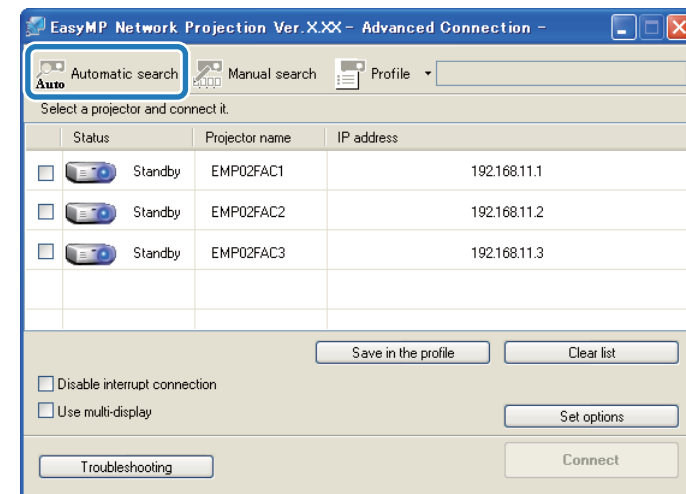 EasyMP Network Projection Ver.X.XX - Advanced Connection -
Auto Automatic search Manual search Profile
Select a projector and connect it.
Status Projector name IP address
Standby EMP02FAC1 192.168.11.1
Standby EMP02FAC2 192.168.11.2
Standby EMP02FAC3 192.168.11.3
Save in the profile Clear list
Disable interrupt connection
Use multi-display
Set options
Troubleshooting Connect